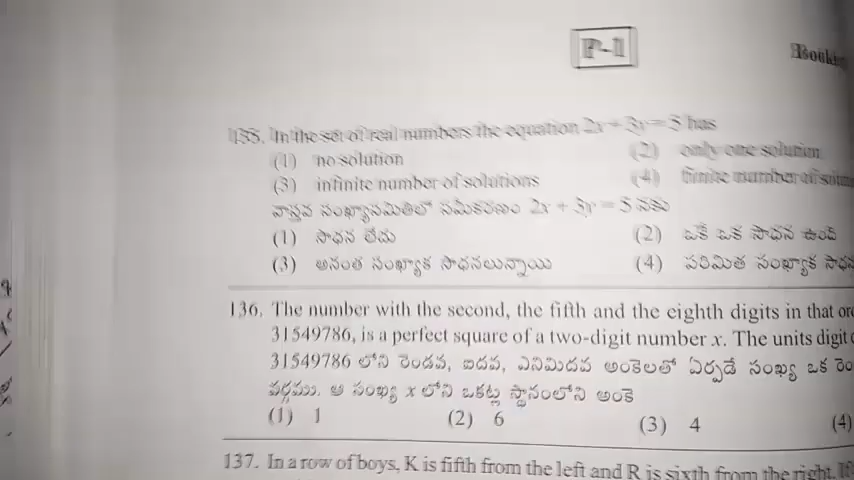 P-1
Booklet
135. In the set of real numbers the equation 2x + 3y = 5 has
(1) no solution (2) only one solution
(3) infinite number of solutions (4) finite number of
వాస్తవ సంఖ్యాసమితిలో సమీకరణం 2x + 3y = 5 నకు
(1) సాధన లేదు (2) ఒకే ఒక సాధన ఉంది
(3) అనంత సంఖ్యాక సాధనలున్నాయి (4) పరిమిత సంఖ్యాక
136. The number with the second, the fifth and the eighth digits in that
31549786, is a perfect square of a two-digit number x. The units digit
31549786 లోని రెండవ, ఐదవ, ఎనిమిదవ అంకెలతో ఏర్పడే సంఖ్య ఒక
వర్గము. ఆ సంఖ్య x లోని ఒకట్ల స్థానంలోని అంకె
(1) 1 (2) 6 (3) 4 (4)
137. In a row of boys, K is fifth from the left and R is sixth from the right. If